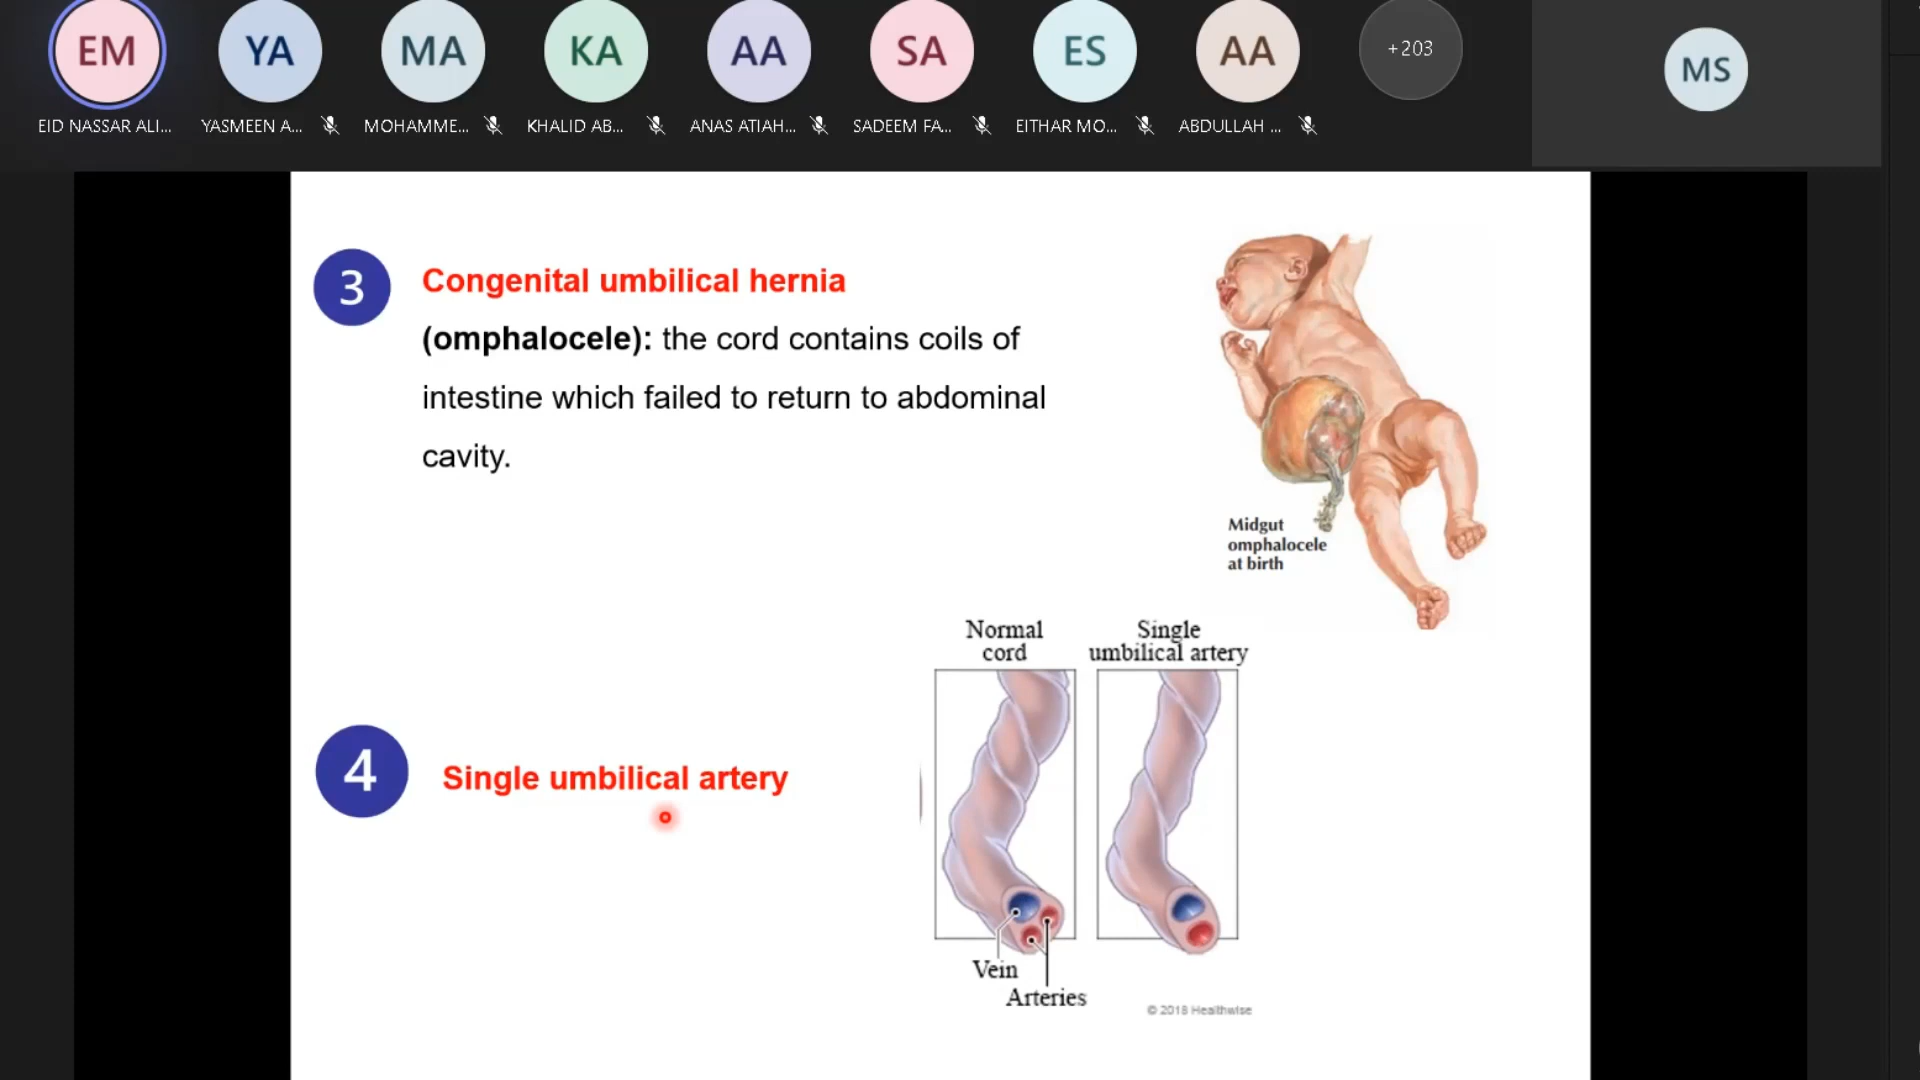 EM
YA
MA
KA
AA
SA
ES
AA
+203
MS
EID NASSAR ALI...
YASMEEN A...
MOHAMME...
KHALID AB...
ANAS ATIAH...
SADEEM FA...
EITHAR MO...
ABDULLAH ...
3
Congenital umbilical hernia
(omphalocele): the cord contains coils of
intestine which failed to return to abdominal
cavity.
Midgut
omphalocele
at birth
Normal
cord
Single
umbilical artery
4
Single umbilical artery
Vein
Arteries
© 2018 Healthwise